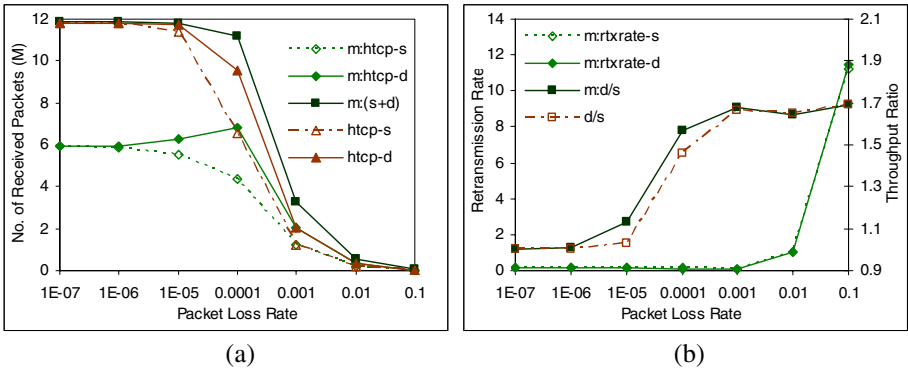 12
10
8
6
4
2
0
No. of Received Packets (M)
m:htcp-s
m:htcp-d
m:(s+d)
htcp-s
htcp-d
1E-07 1E-06 1E-05 0.0001 0.001 0.01 0.1
Packet Loss Rate
(a)
14
12
10
8
6
4
2
0
Retransmission Rate
m:rtxrate-s
m:rtxrate-d
m:d/s
d/s
2.1
1.9
1.7
1.5
1.3
1.1
0.9
Throughput Ratio
1E-07 1E-06 1E-05 0.0001 0.001 0.01 0.1
Packet Loss Rate
(b)